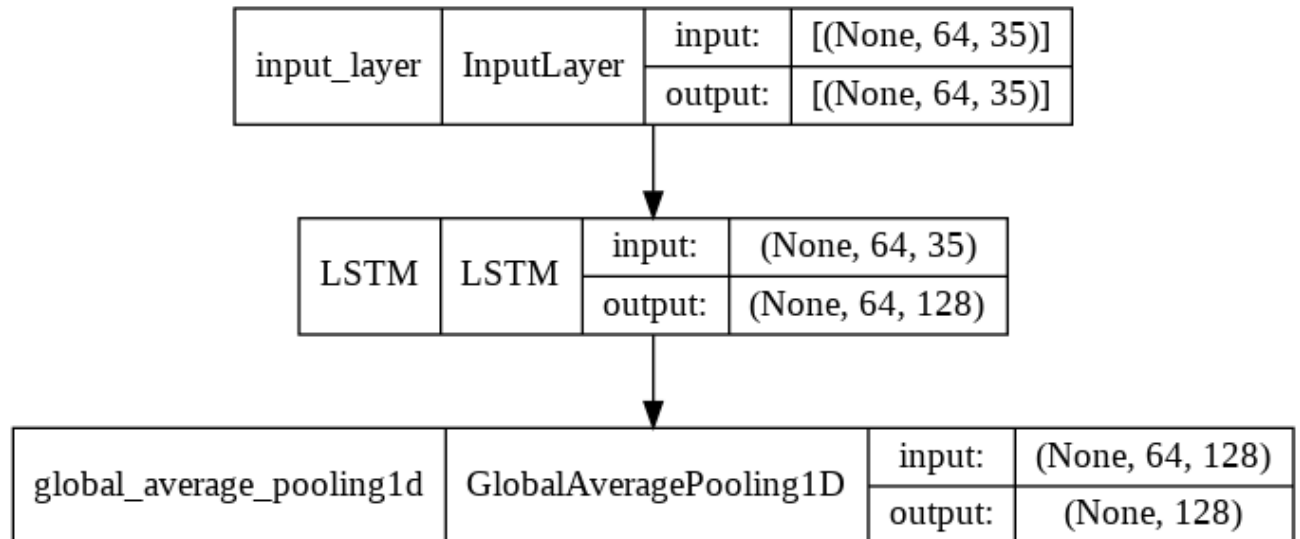 input_layer InputLayer input: [(None, 64, 35)]
output: [(None, 64, 35)]
LSTM LSTM input: (None, 64, 35)
output: (None, 64, 128)
global_average_pooling1d GlobalAveragePooling1D input: (None, 64, 128)
output: (None, 128)